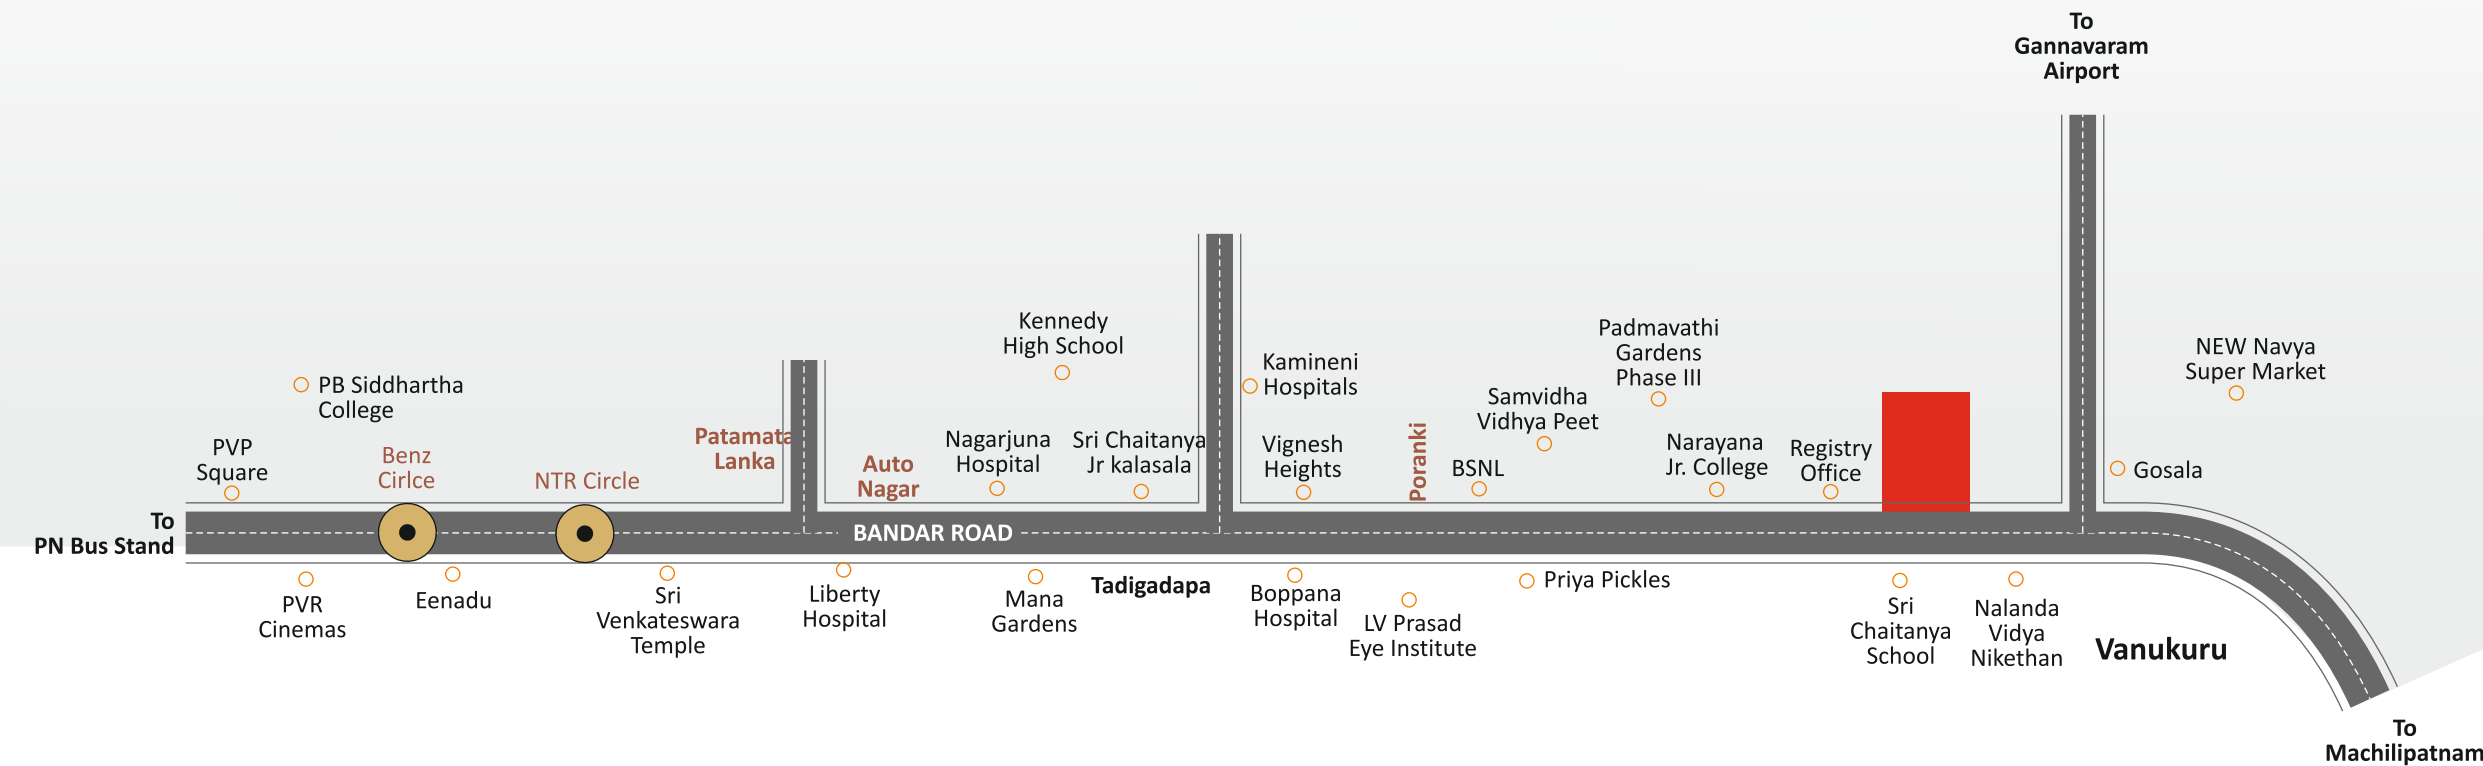 To
Gannavaram
Airport
Kennedy
High School
Padmavathi
Gardens
Phase III
NEW Navya
Super Market
Kamineni
Hospitals
PB Siddhartha
College
Samvidha
Vidhya Peet
PVP
Square
Benz
Cirlce
NTR Circle
Patamata
Lanka
Auto
Nagar
Nagarjuna
Hospital
Sri Chaitanya
Jr kalasala
Vignesh
Heights
Poranki
BSNL
Narayana
Jr. College
Registry
Office
Gosala
To
PN Bus Stand
BANDAR ROAD
PVR
Cinemas
Eenadu
Sri
Venkateswara
Temple
Liberty
Hospital
Mana
Gardens
Tadigadapa
Boppana
Hospital
LV Prasad
Eye Institute
Priya Pickles
Sri
Chaitanya
School
Nalanda
Vidya
Nikethan
Vanukuru
To
Machilipatnam